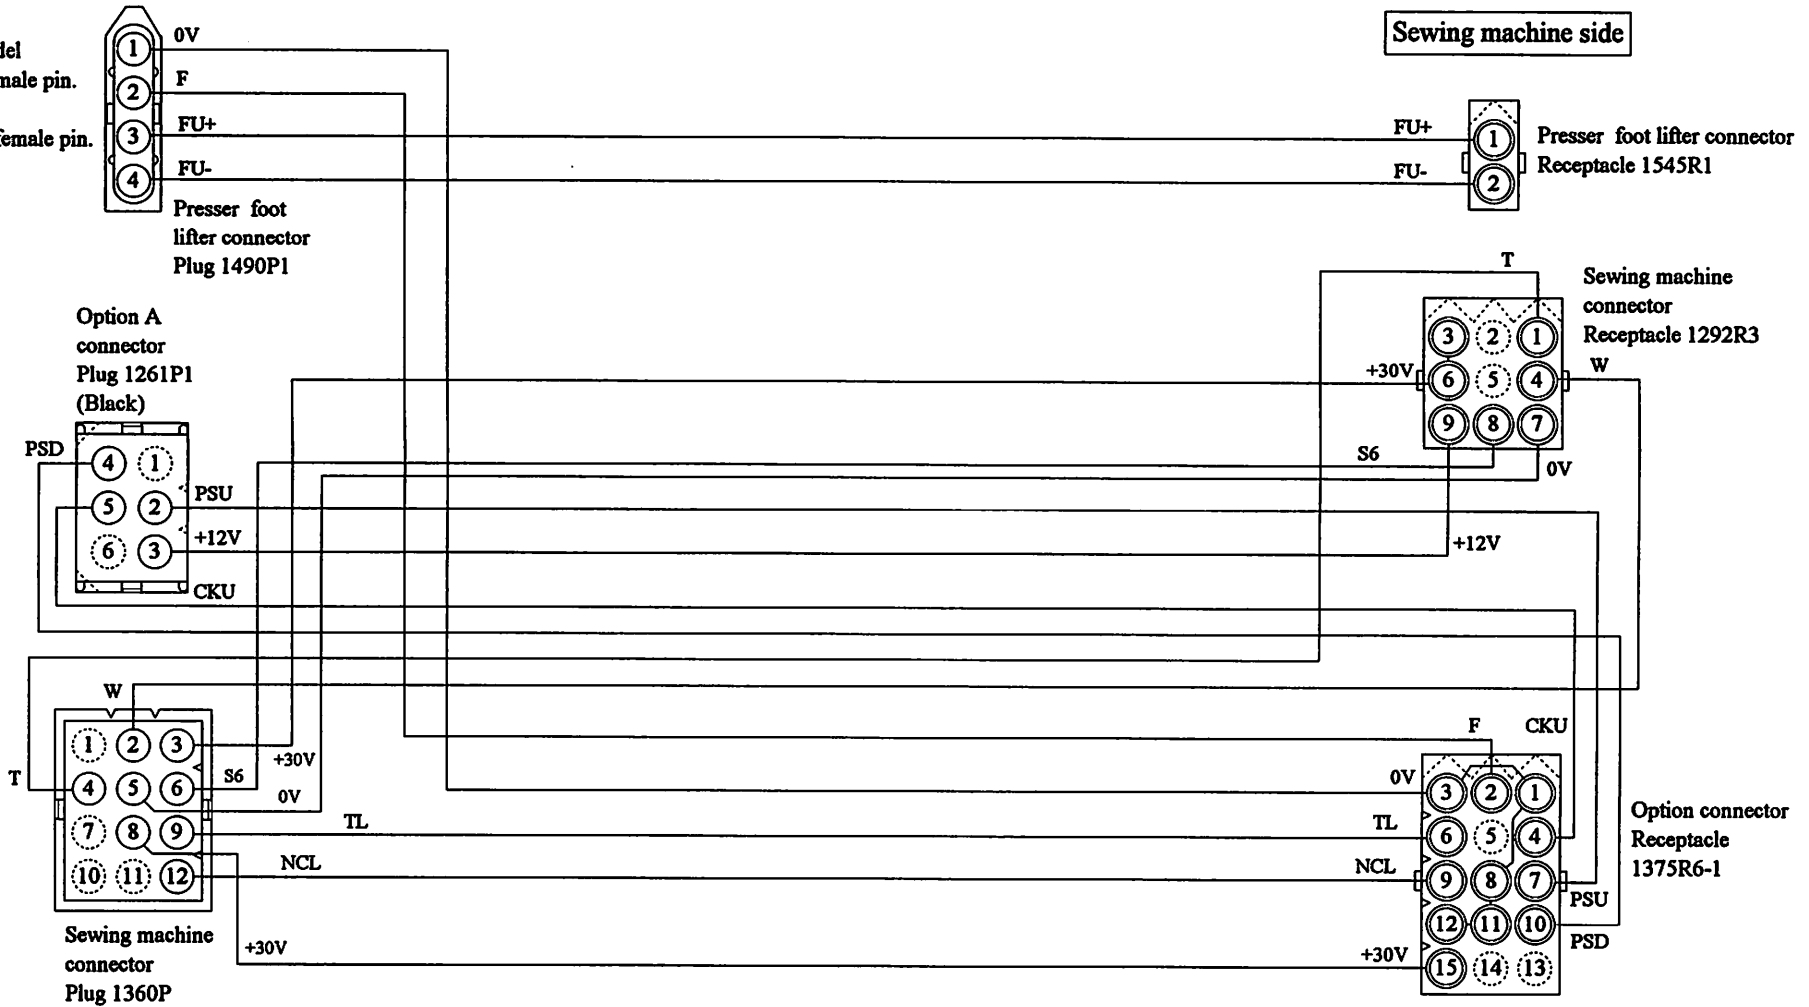 Sewing machine side
del
male pin.
female pin.
1
2
3
4
0V
F
FU+
FU-
Presser foot
lifter connector
Plug 1490P1
FU+
FU-
1
2
Presser foot lifter connector
Receptacle 1545R1
Option A
connector
Plug 1261P1
(Black)
PSD
4 1
5 2
6 3
PSU
+12V
CKU
T
Sewing machine
connector
Receptacle 1292R3
3 2 1
6 5 4
9 8 7
+30V
W
S6
0V
+12V
W
T
1 2 3
4 5 6
7 8 9
10 11 12
+30V
S6
0V
TL
NCL
+30V
Sewing machine
connector
Plug 1360P
F
CKU
0V
TL
NCL
+30V
3 2 1
6 5 4
9 8 7
12 11 10
15 14 13
PSU
PSD
Option connector
Receptacle
1375R6-1